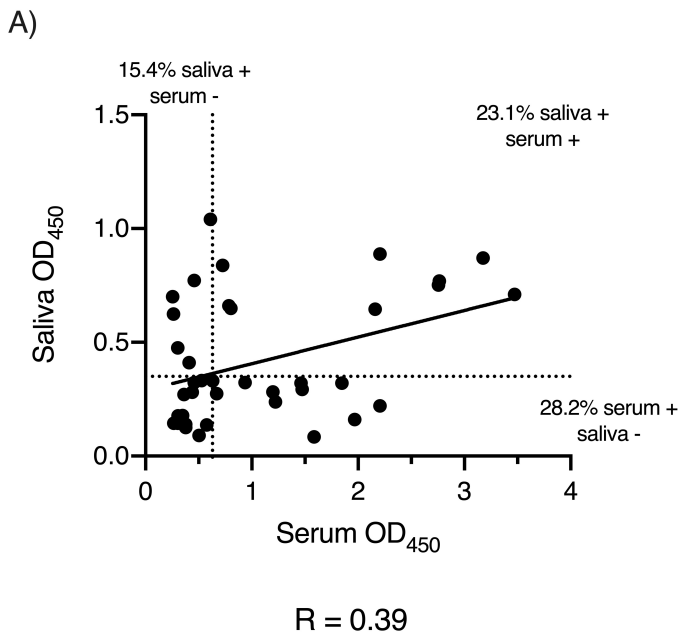 A)
15.4% saliva +
serum -
23.1% saliva +
serum +
1.5
1.0
0.5
0.0
Saliva OD450
28.2% serum +
saliva -
0 1 2 3 4
Serum OD450
R = 0.39